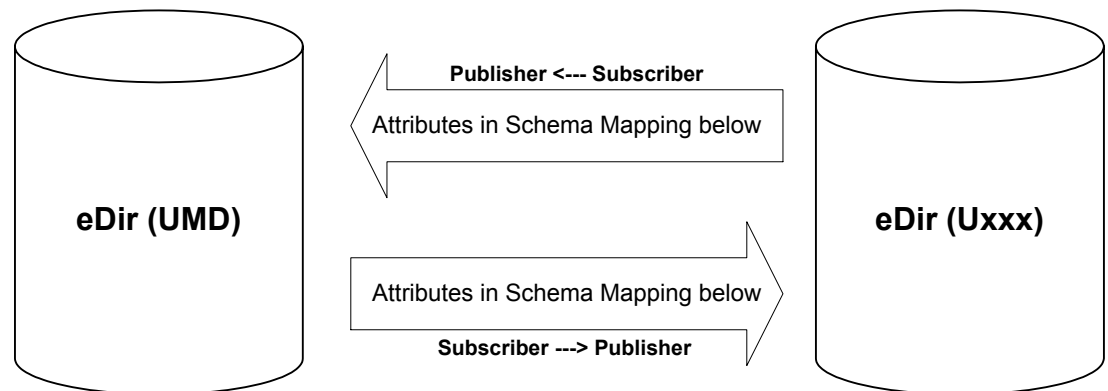 Publisher <--- Subscriber
Attributes in Schema Mapping below
eDir (UMD)
eDir (Uxxx)
Attributes in Schema Mapping below
Subscriber ---> Publisher